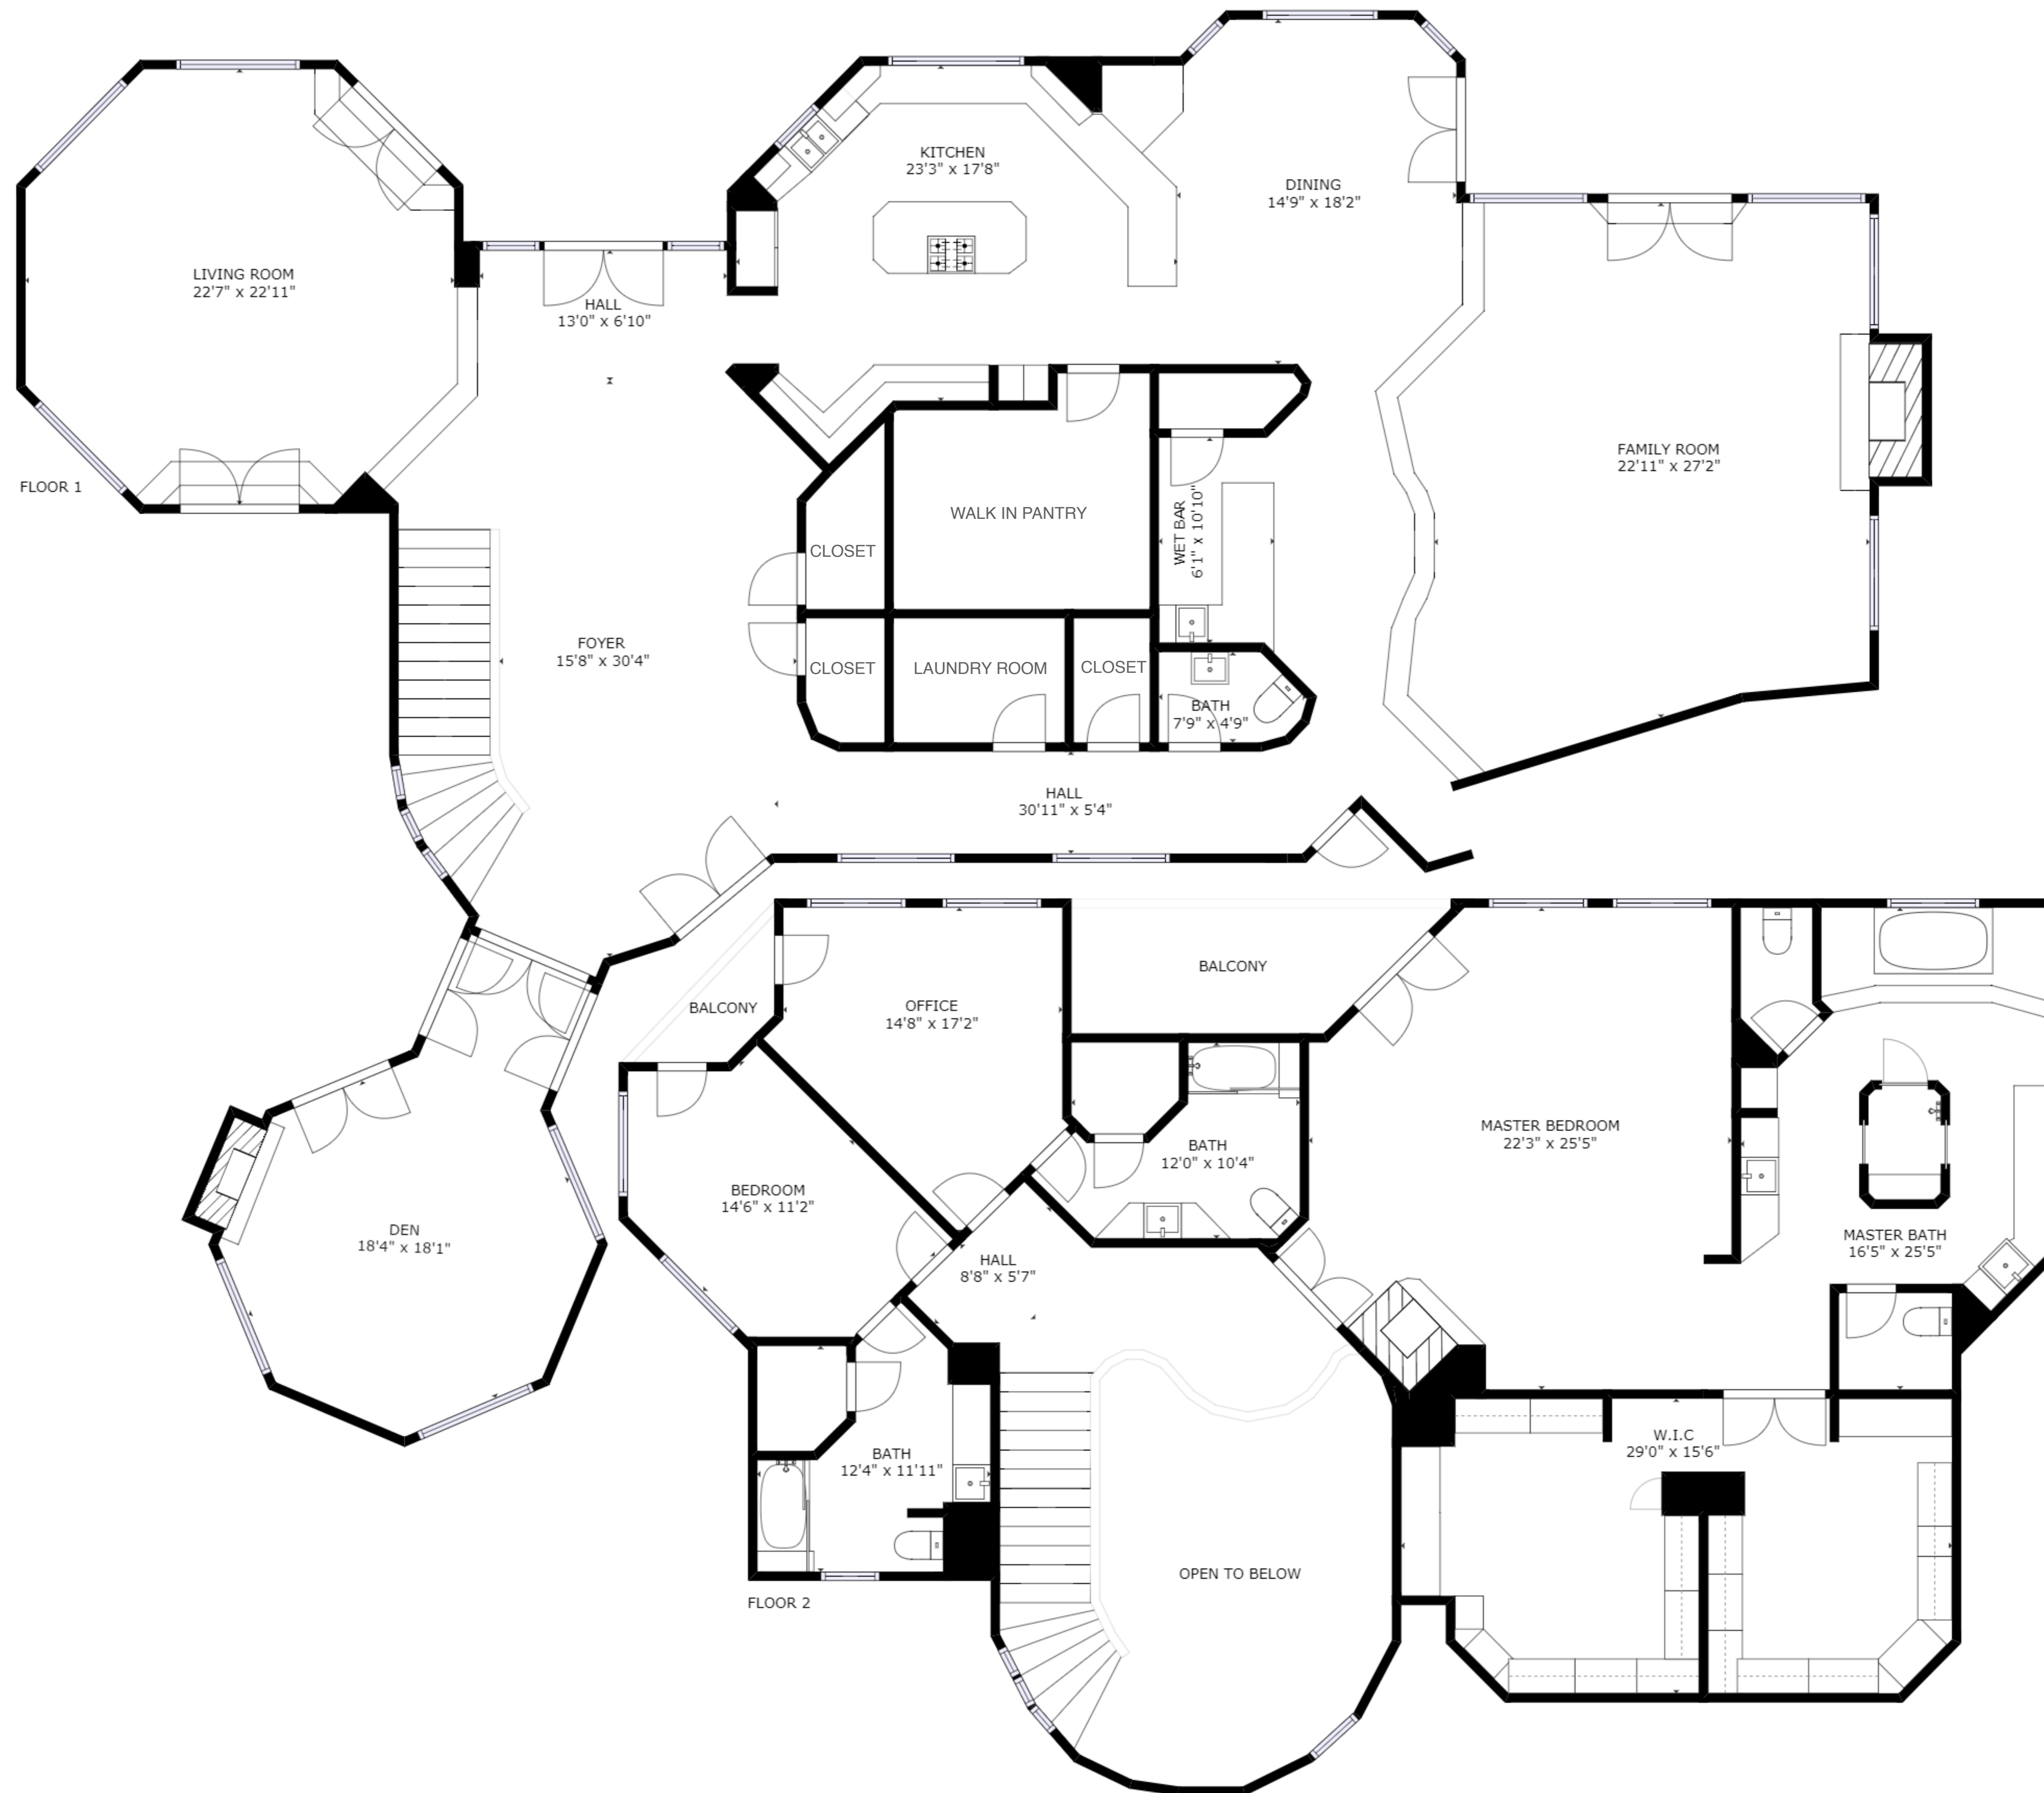 KITCHEN
23'3" x 17'8"
DINING
14'9" x 18'2"
LIVING ROOM
22'7" x 22'11"
HALL
13'0" x 6'10"
FAMILY ROOM
22'11" x 27'2"
FLOOR 1
WALK IN PANTRY
WET BAR
6'1" x 10'10"
CLOSET
FOYER
15'8" x 30'4"
CLOSET
LAUNDRY ROOM
CLOSET
BATH
7'9" x 4'9"
HALL
30'11" x 5'4"
BALCONY
BALCONY
OFFICE
14'8" x 17'2"
MASTER BEDROOM
22'3" x 25'5"
BATH
12'0" x 10'4"
BEDROOM
14'6" x 11'2"
DEN
18'4" x 18'1"
MASTER BATH
16'5" x 25'5"
HALL
8'8" x 5'7"
W.I.C
29'0" x 15'6"
BATH
12'4" x 11'11"
OPEN TO BELOW
FLOOR 2